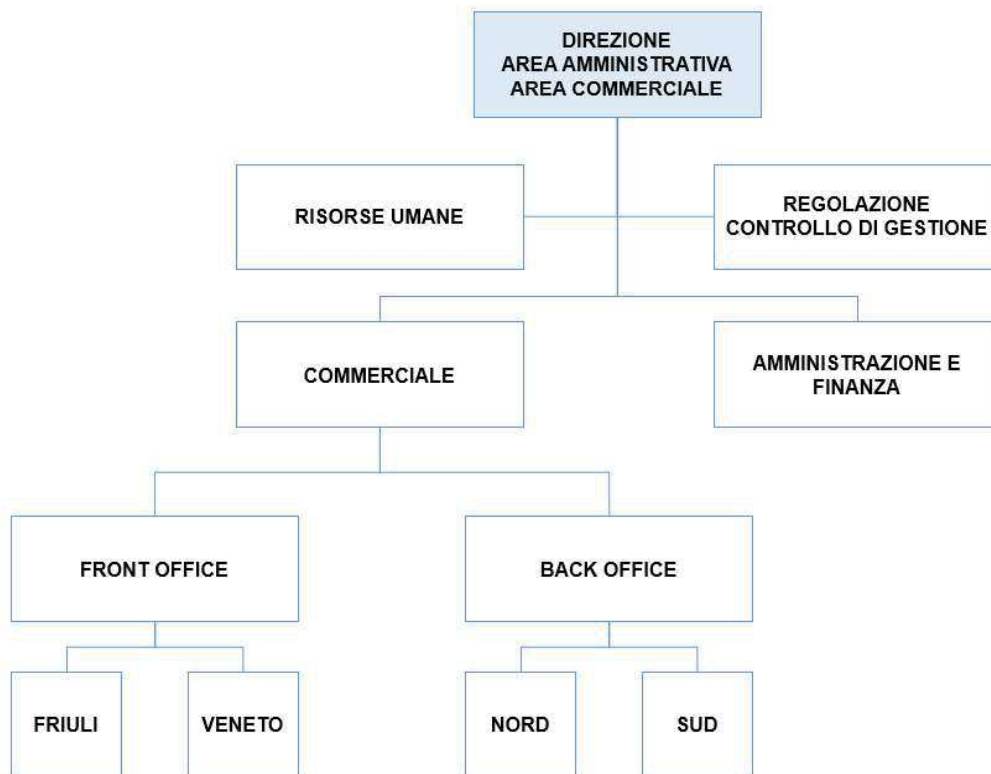 DIREZIONE
AREA AMMINISTRATIVA
AREA COMMERCIALE
RISORSE UMANE
REGOLAZIONE
CONTROLLO DI GESTIONE
COMMERCIALE
AMMINISTRAZIONE E
FINANZA
FRONT OFFICE
BACK OFFICE
FRIULI
VENETO
NORD
SUD